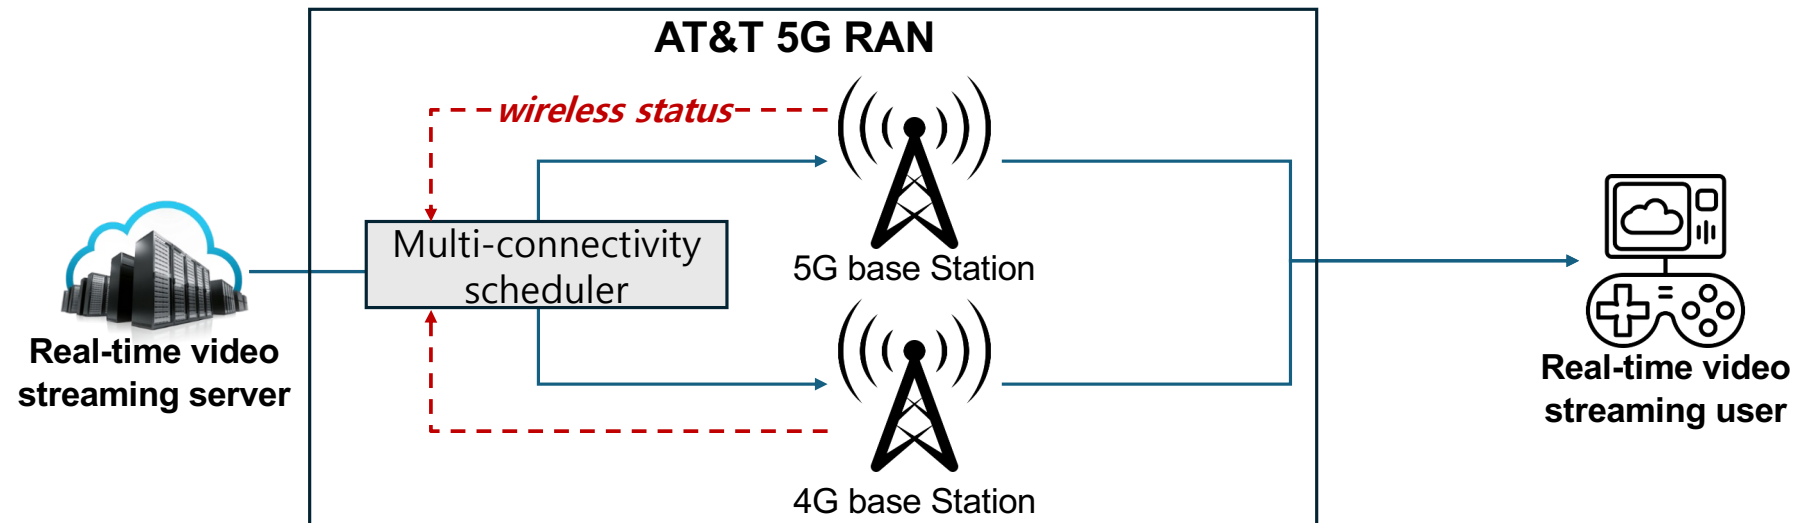 AT&T 5G RAN
wireless status
Multi-connectivity
scheduler
5G base Station
Real-time video
streaming server
Real-time video
streaming user
4G base Station